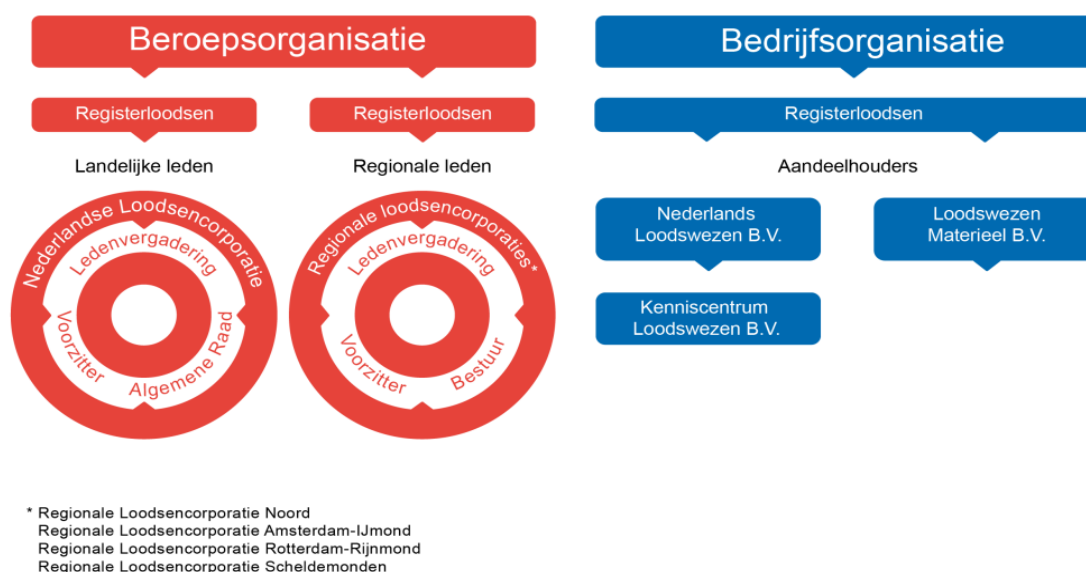 Beroepsorganisatie
Bedrijfsorganisatie
Registerloodsen
Registerloodsen
Registerloodsen
Landelijke leden
Regionale leden
Aandeelhouders
Nederlandse Loodsencorporatie
Ledenvergadering
Voorzitter
Algemene Raad
Regionale loodsencorporaties*
Ledenvergadering
Voorzitter
Bestuur
Nederlands
Loodswezen B.V.
Loodswezen
Materieel B.V.
Kenniscentrum
Loodswezen B.V.
* Regionale Loodsencorporatie Noord
Regionale Loodsencorporatie Amsterdam-IJmond
Regionale Loodsencorporatie Rotterdam-Rijnmond
Regionale Loodsencorporatie Scheldemonden